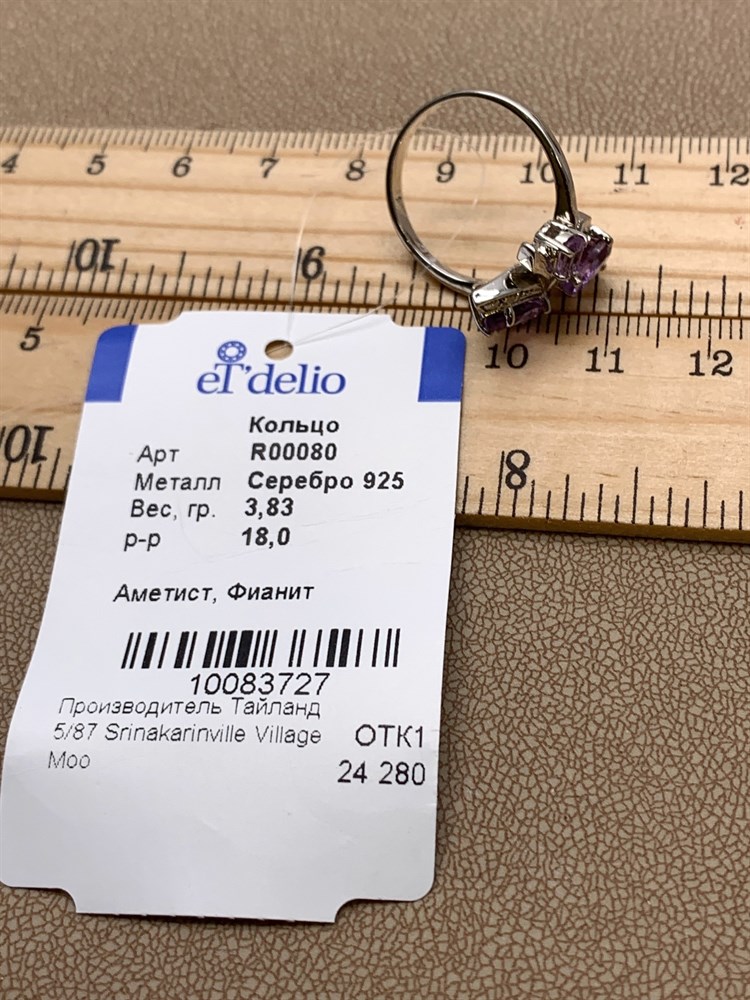 4 5 6 7 8 9 10 11 12
10 9
5 10 11 12
10 8
eT'delio
Кольцо
Арт R00080
Металл Серебро 925
Вес, гр. 3,83
р-р 18,0
Аметист, Фианит
10083727
Производитель Тайланд
5/87 Srinakarinville Village ОТК1
Моо
24 280